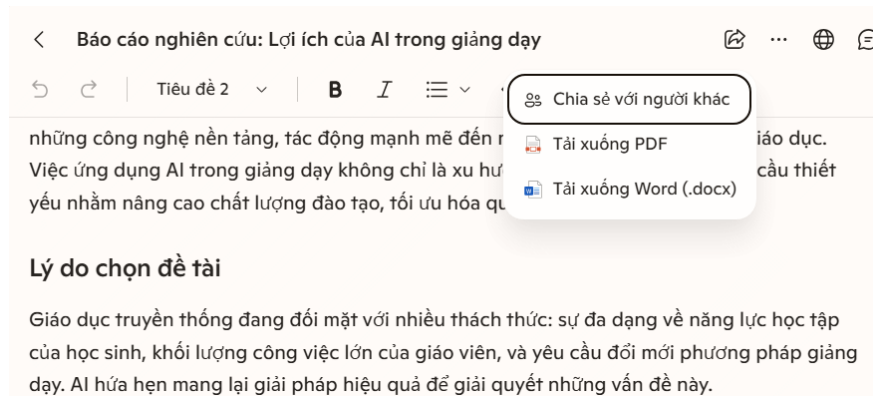 Báo cáo nghiên cứu: Lợi ích của AI trong giảng dạy
Tiêu đề 2
B I
Chia sẻ với người khác
Tải xuống PDF
Tải xuống Word (.docx)
những công nghệ nền tảng, tác động mạnh mẽ đến iáo dục.
Việc ứng dụng AI trong giảng dạy không chỉ là xu hư cầu thiết
yếu nhằm nâng cao chất lượng đào tạo, tối ưu hóa qu
Lý do chọn đề tài
Giáo dục truyền thống đang đối mặt với nhiều thách thức: sự đa dạng về năng lực học tập
của học sinh, khối lượng công việc lớn của giáo viên, và yêu cầu đổi mới phương pháp giảng
dạy. AI hứa hẹn mang lại giải pháp hiệu quả để giải quyết những vấn đề này.